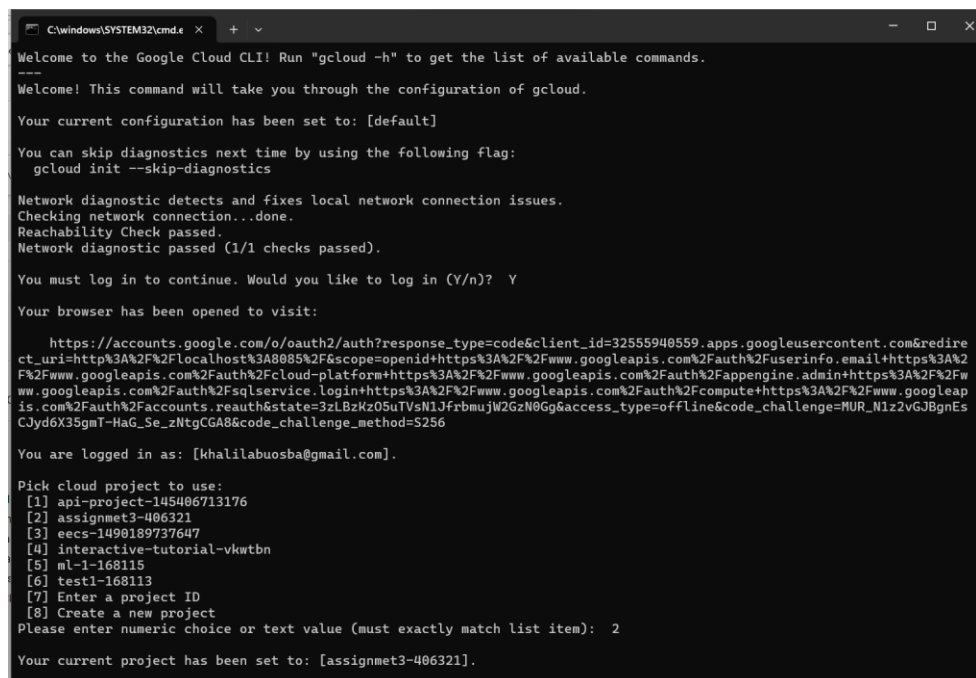 C:\windows\SYSTEM32\cmd.e
Welcome to the Google Cloud CLI! Run "gcloud -h" to get the list of available commands.
---
Welcome! This command will take you through the configuration of gcloud.
Your current configuration has been set to: [default]
You can skip diagnostics next time by using the following flag:
gcloud init --skip-diagnostics
Network diagnostic detects and fixes local network connection issues.
Checking network connection...done.
Reachability Check passed.
Network diagnostic passed (1/1 checks passed).
You must log in to continue. Would you like to log in (Y/n)?  Y
Your browser has been opened to visit:
https://accounts.google.com/o/oauth2/auth?response_type=code&client_id=32555940559.apps.googleusercontent.com&redire
ct_uri=http%3A%2F%2Flocalhost%3A8085%2F&scope=openid+https%3A%2F%2Fwww.googleapis.com%2Fauth%2Fuserinfo.email+https%3A%2
F%2Fwww.googleapis.com%2Fauth%2Fcloud-platform+https%3A%2F%2Fwww.googleapis.com%2Fauth%2Fappengine.admin+https%3A%2F%2Fw
ww.googleapis.com%2Fauth%2Fsqlservice.login+https%3A%2F%2Fwww.googleapis.com%2Fauth%2Fcompute+https%3A%2F%2Fwww.googleap
is.com%2Fauth%2Faccounts.reauth&state=3zLBzKzO5uTVsN1JfrbmujW2GzN0Gg&access_type=offline&code_challenge=MUR_N1z2vGJBgnEs
CJyd6X35gmT-HaG_Se_zNtgCGA8&code_challenge_method=S256
You are logged in as: [khalilabuosba@gmail.com].
Pick cloud project to use:
[1] api-project-145406713176
[2] assignmet3-406321
[3] eecs-1490189737647
[4] interactive-tutorial-vkwtbn
[5] ml-1-168115
[6] test1-168113
[7] Enter a project ID
[8] Create a new project
Please enter numeric choice or text value (must exactly match list item):  2
Your current project has been set to: [assignmet3-406321].